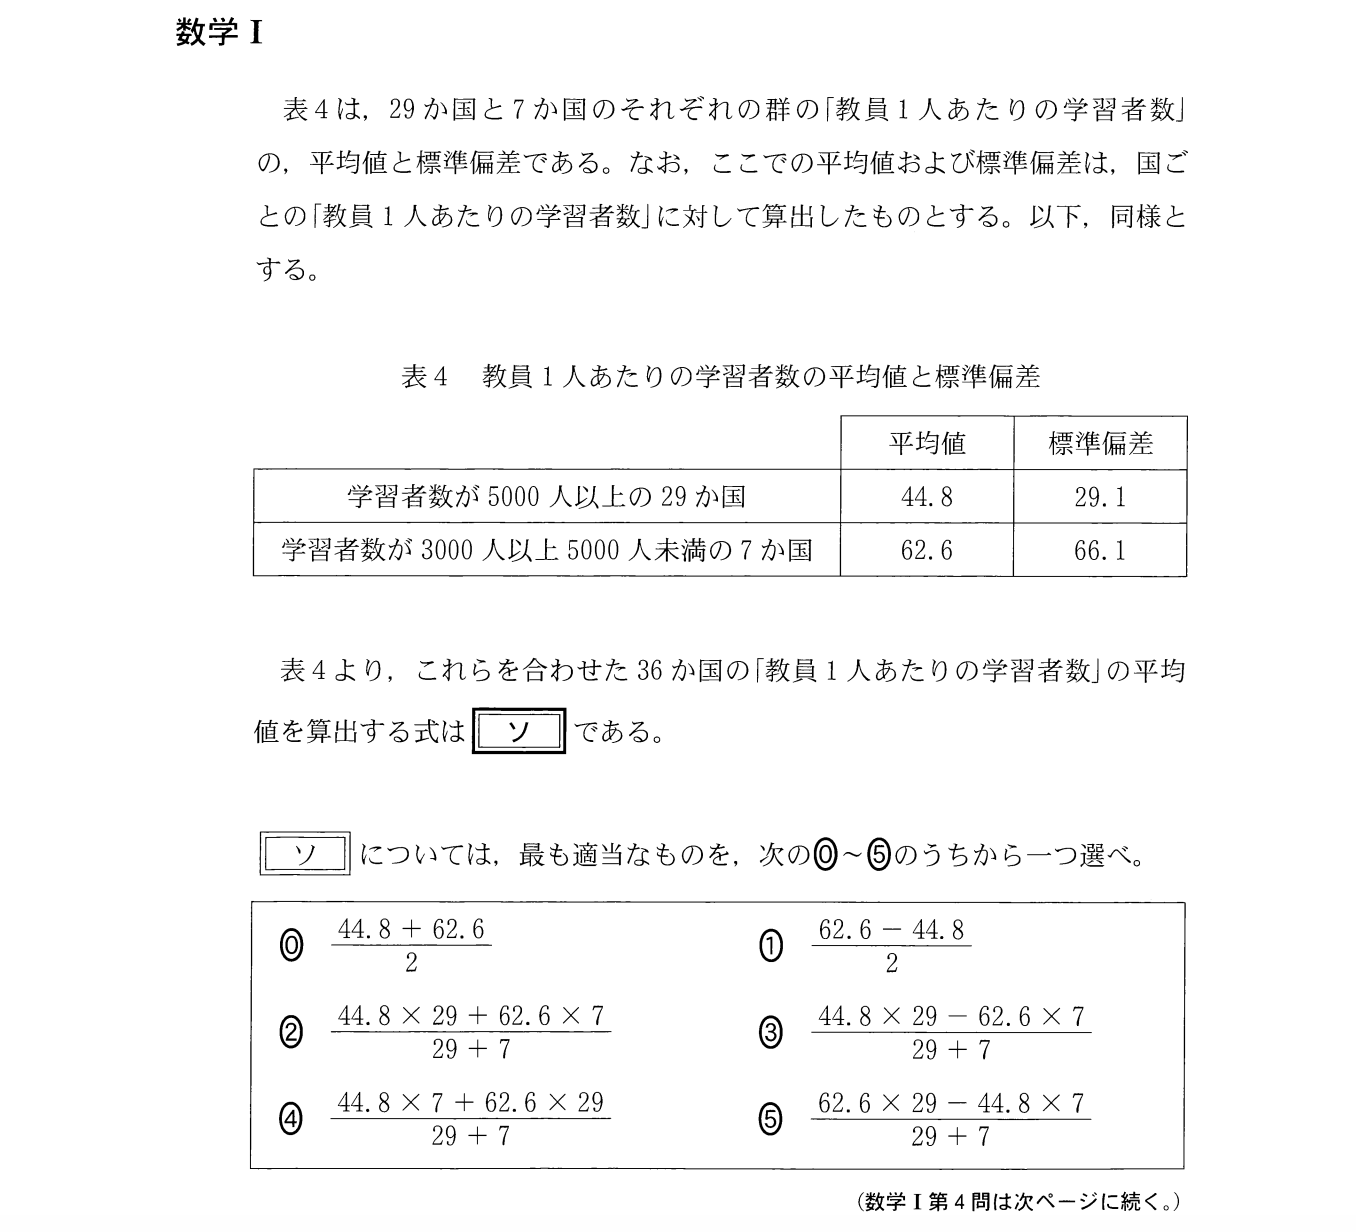 数学 I
表４は，29 か国と７か国のそれぞれの群の「教員１人あたりの学習者数」
の，平均値と標準偏差である。なお，ここでの平均値および標準偏差は，国ご
との「教員１人あたりの学習者数」に対して算出したものとする。以下，同様と
する。
表４　教員１人あたりの学習者数の平均値と標準偏差
平均値　標準偏差
学習者数が 5000 人以上の 29 か国　44.8　29.1
学習者数が 3000 人以上 5000 人未満の７か国　62.6　66.1
表４より，これらを合わせた 36 か国の「教員１人あたりの学習者数」の平均
値を算出する式は ソ である。
ソ については，最も適当なものを，次の⓪～⑤のうちから一つ選べ。
⓪ (44.8 + 62.6) / 2　① (62.6 − 44.8) / 2
② (44.8 × 29 + 62.6 × 7) / (29 + 7)　③ (44.8 × 29 − 62.6 × 7) / (29 + 7)
④ (44.8 × 7 + 62.6 × 29) / (29 + 7)　⑤ (62.6 × 29 − 44.8 × 7) / (29 + 7)
（数学 I 第４問は次ページに続く。）